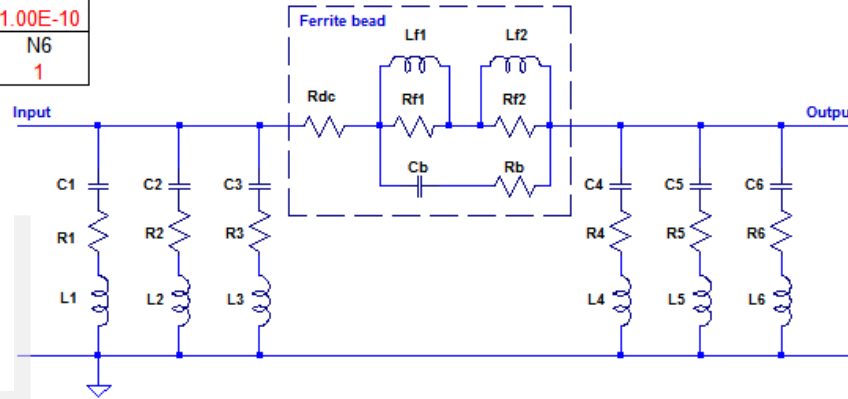 1.00E-10
N6
1
Ferrite bead
Lf1 Lf2
Rdc Rf1 Rf2
Input Outpu
Cb Rb
C1 C2 C3 C4 C5 C6
R1 R2 R3 R4 R5 R6
L1 L2 L3 L4 L5 L6